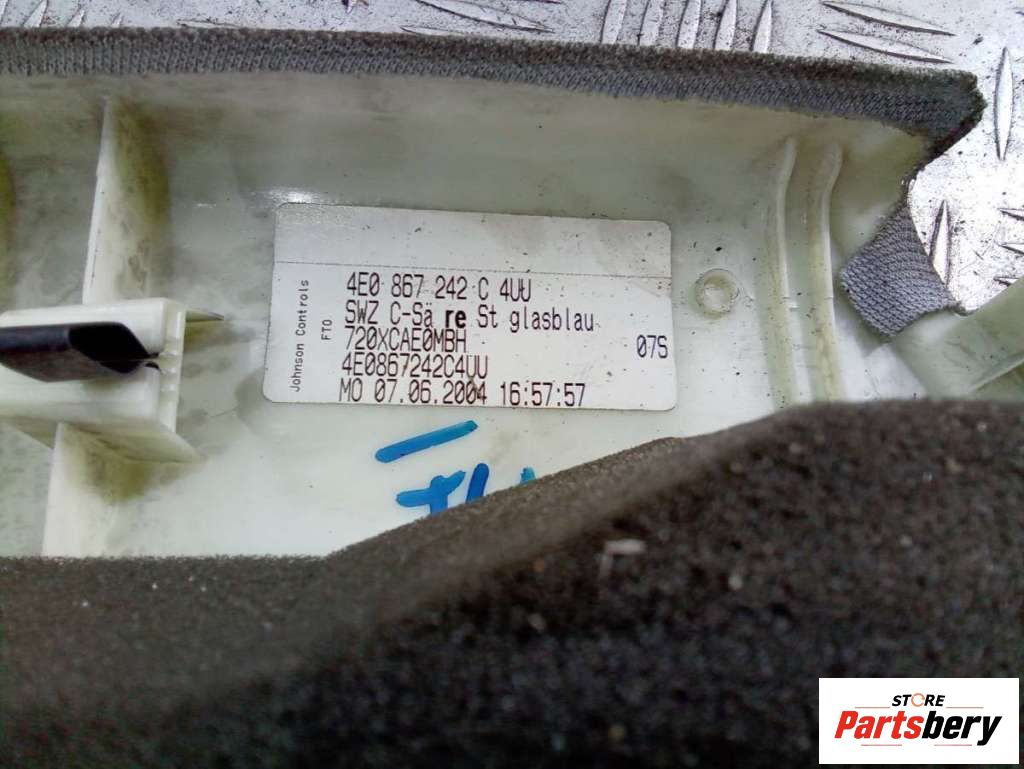 4E0 867 242 C 4UU
SWZ C-Sä re St glasblau
720XCAE0MBH
07S
4E0867242C4UU
MO 07.06.2004 16:57:57
Johnson Controls
FTO
STORE
Partsbery